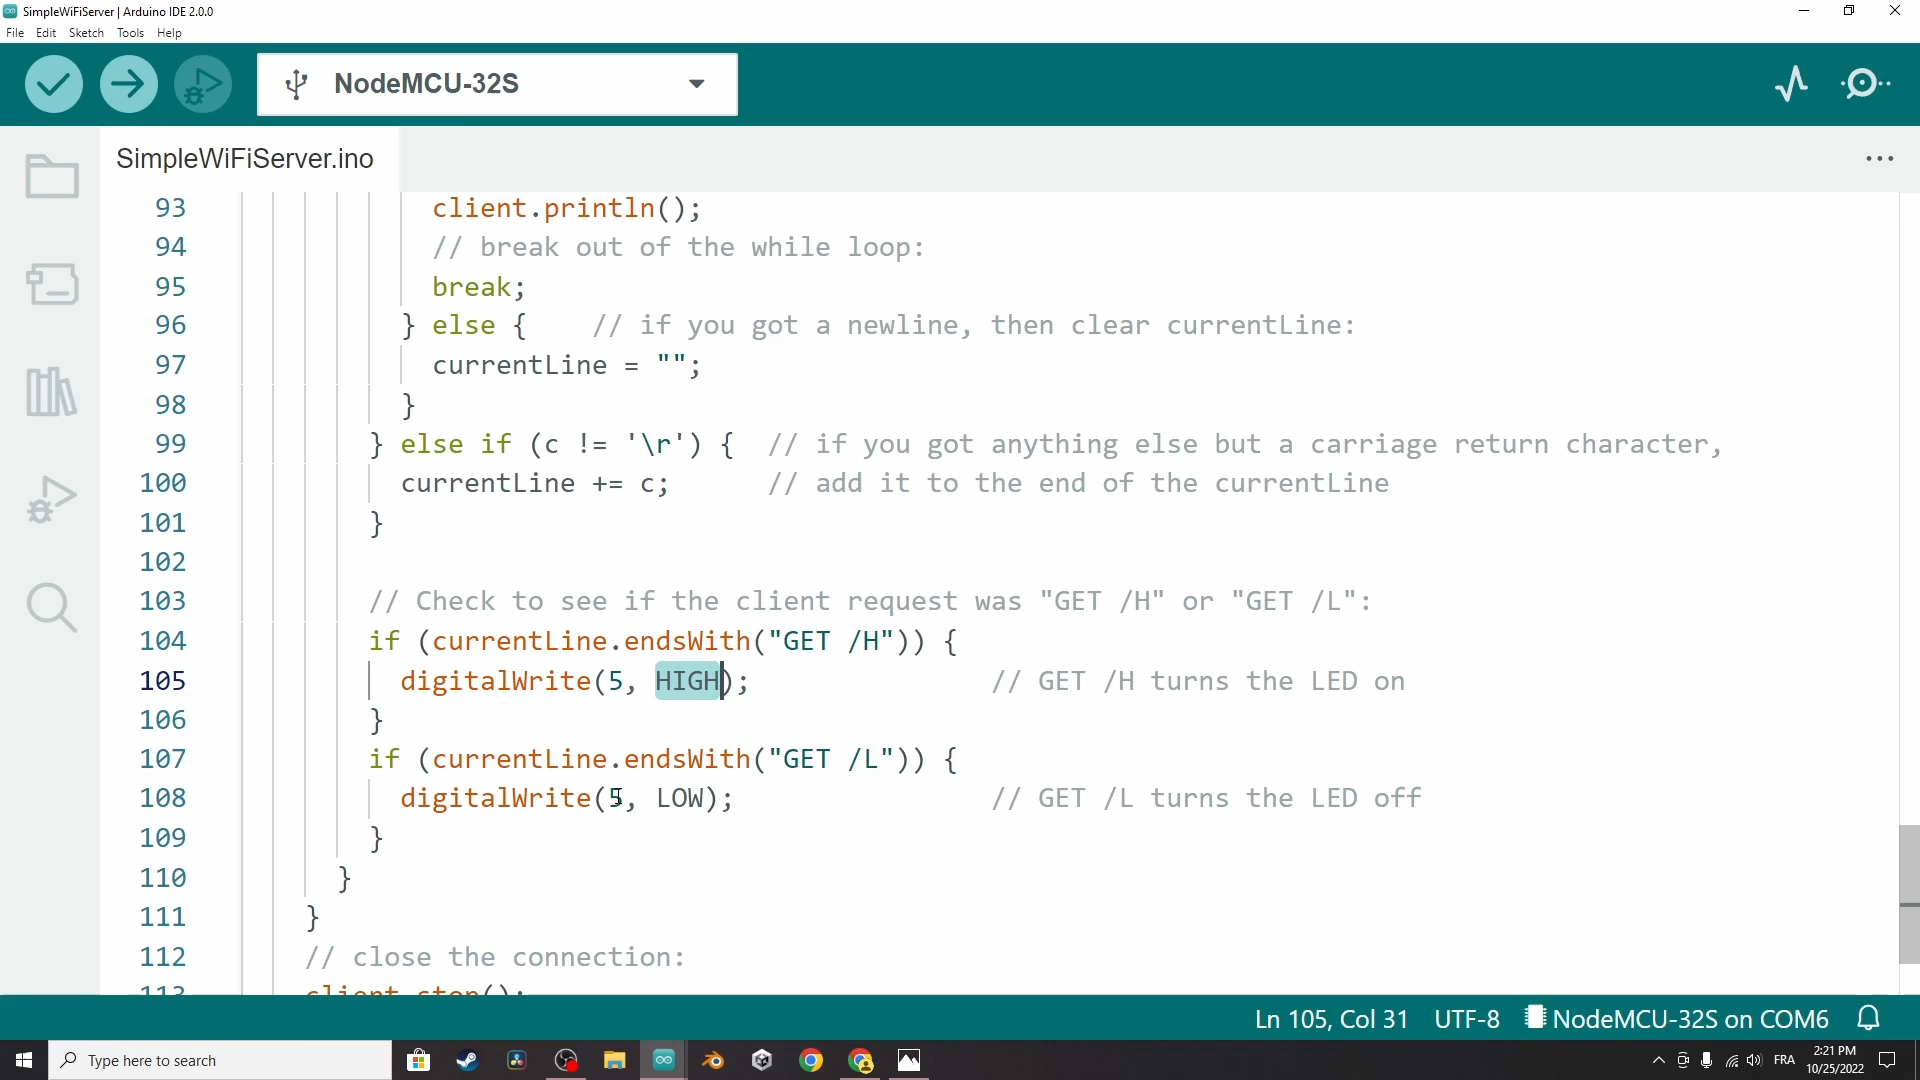 SimpleWiFiServer | Arduino IDE 2.0.0
File Edit Sketch Tools Help
NodeMCU-32S
SimpleWiFiServer.ino
93 client.println();
94 // break out of the while loop:
95 break;
96 } else { // if you got a newline, then clear currentLine:
97 currentLine = "";
98 }
99 } else if (c != '\r') { // if you got anything else but a carriage return character,
100 currentLine += c; // add it to the end of the currentLine
101 }
102
103 // Check to see if the client request was "GET /H" or "GET /L":
104 if (currentLine.endsWith("GET /H")) {
105 digitalWrite(5, HIGH); // GET /H turns the LED on
106 }
107 if (currentLine.endsWith("GET /L")) {
108 digitalWrite(5, LOW); // GET /L turns the LED off
109 }
110 }
111 }
112 // close the connection:
113 client.stop();
Ln 105, Col 31 UTF-8 NodeMCU-32S on COM6
Type here to search
FRA
2:21 PM
10/25/2022